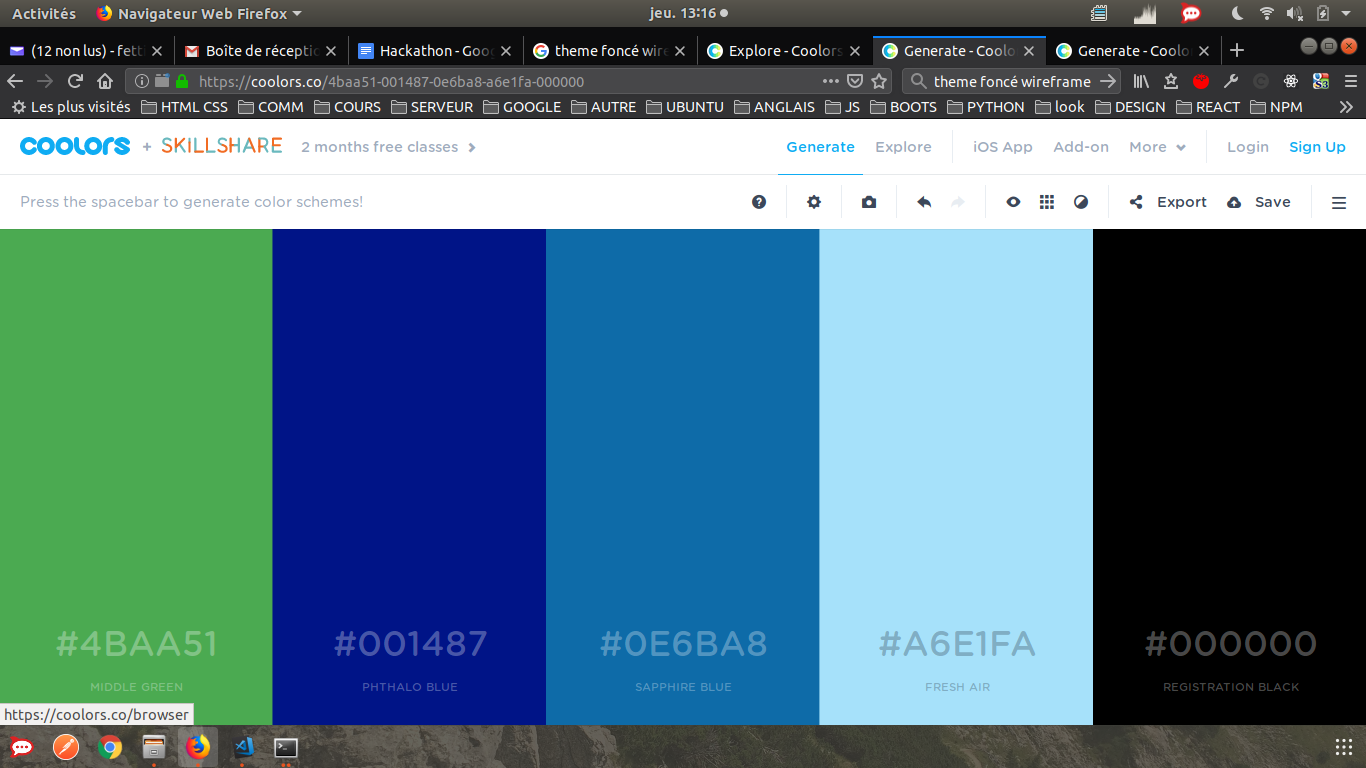 Activités Navigateur Web Firefox jeu. 13:16
(12 non lus) - fett Boîte de récepti Hackathon - Goo theme foncé wire Explore - Coolors Generate - Coolo Generate - Coolo
https://coolors.co/4baa51-001487-0e6ba8-a6e1fa-000000 theme foncé wireframe
Les plus visités HTML CSS COMM COURS SERVEUR GOOGLE AUTRE UBUNTU ANGLAIS JS BOOTS PYTHON look DESIGN REACT NPM
coolors + SKILLSHARE 2 months free classes Generate Explore iOS App Add-on More Login Sign Up
Press the spacebar to generate color schemes! Export Save
#4BAA51 #001487 #0E6BA8 #A6E1FA #000000
MIDDLE GREEN PHTHALO BLUE SAPPHIRE BLUE FRESH AIR REGISTRATION BLACK
https://coolors.co/browser